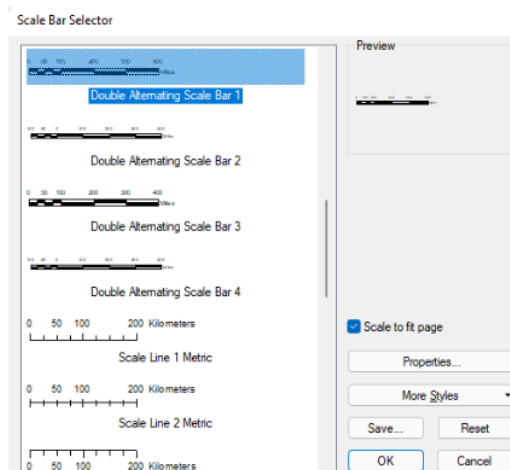 Scale Bar Selector
Preview
Double Alternating Scale Bar 1
Double Alternating Scale Bar 2
0 50 100 200 300 400
Miles
Double Alternating Scale Bar 3
Double Alternating Scale Bar 4
0 50 100 200 Kilometers
Scale Line 1 Metric
0 50 100 200 Kilometers
Scale Line 2 Metric
0 50 100 200 Kilometers
Scale to fit page
Properties...
More Styles
Save... Reset
OK Cancel